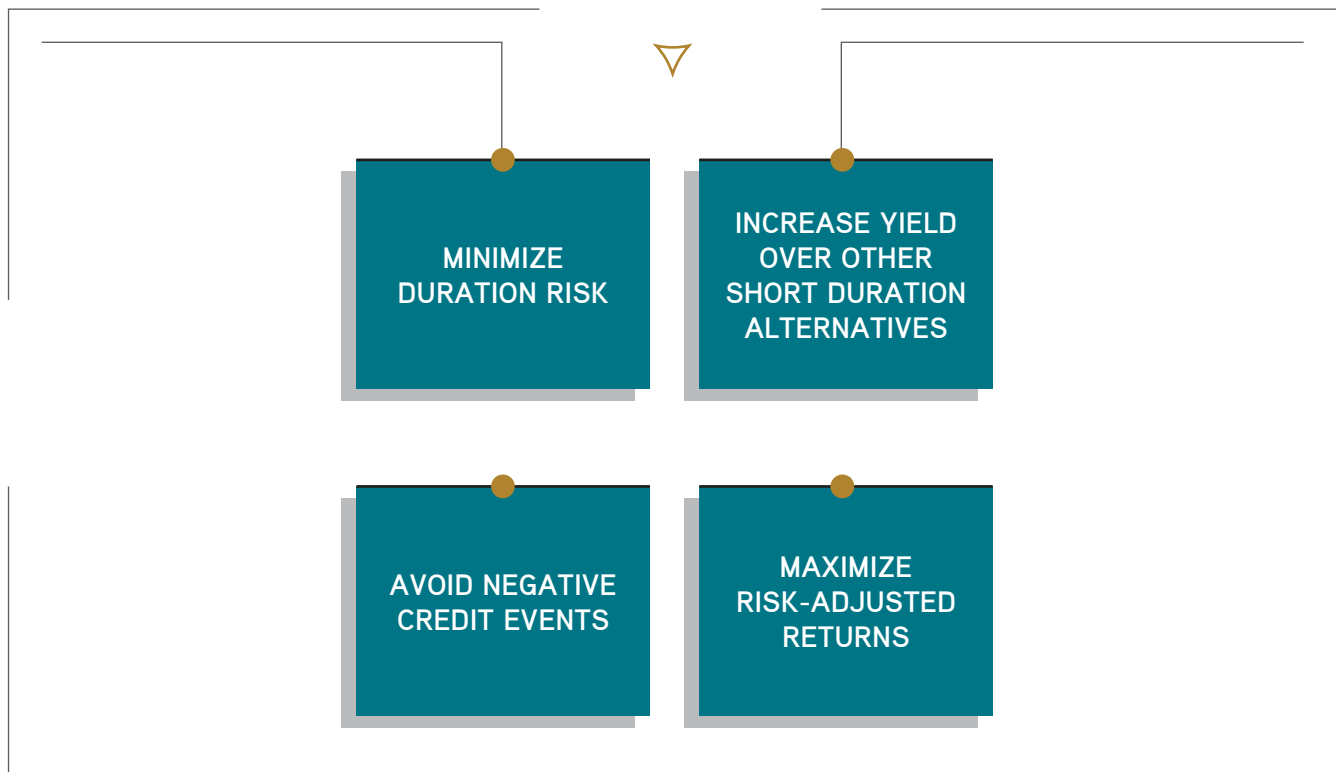 MINIMIZE
DURATION RISK
INCREASE YIELD
OVER OTHER
SHORT DURATION
ALTERNATIVES
AVOID NEGATIVE
CREDIT EVENTS
MAXIMIZE
RISK-ADJUSTED
RETURNS